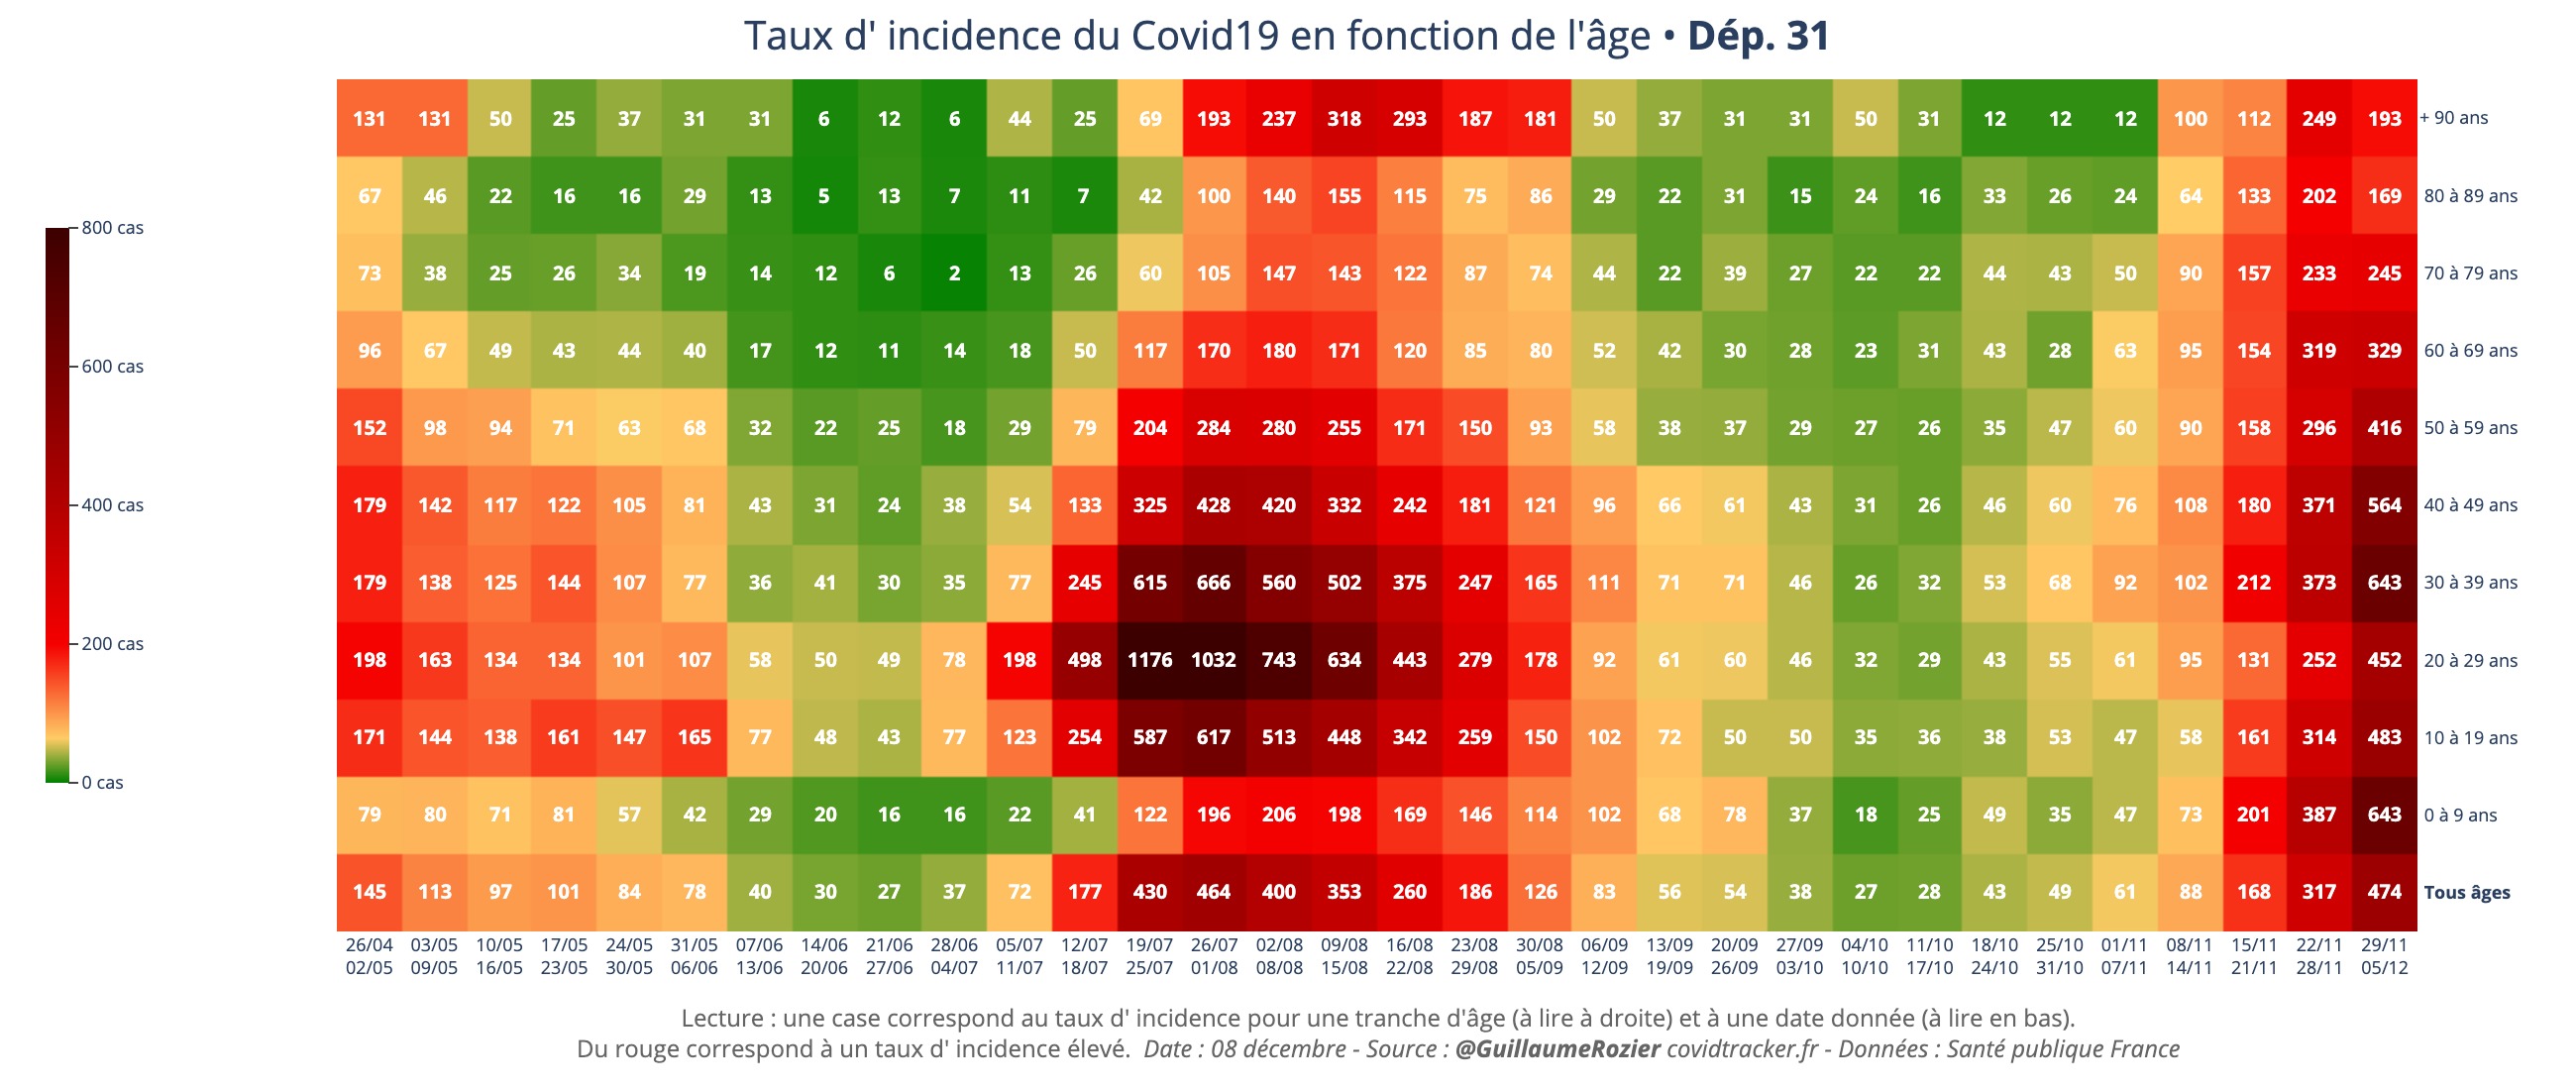 Taux d' incidence du Covid19 en fonction de l'âge • Dép. 31
131 131 50 25 37 31 31 6 12 6 44 25 69 193 237 318 293 187 181 50 37 31 31 50 31 12 12 12 100 112 249 193 + 90 ans
67 46 22 16 16 29 13 5 13 7 11 7 42 100 140 155 115 75 86 29 22 31 15 24 16 33 26 24 64 133 202 169 80 à 89 ans
73 38 25 26 34 19 14 12 6 2 13 26 60 105 147 143 122 87 74 44 22 39 27 22 22 44 43 50 90 157 233 245 70 à 79 ans
96 67 49 43 44 40 17 12 11 14 18 50 117 170 180 171 120 85 80 52 42 30 28 23 31 43 28 63 95 154 319 329 60 à 69 ans
152 98 94 71 63 68 32 22 25 18 29 79 204 284 280 255 171 150 93 58 38 37 29 27 26 35 47 60 90 158 296 416 50 à 59 ans
179 142 117 122 105 81 43 31 24 38 54 133 325 428 420 332 242 181 121 96 66 61 43 31 26 46 60 76 108 180 371 564 40 à 49 ans
179 138 125 144 107 77 36 41 30 35 77 245 615 666 560 502 375 247 165 111 71 71 46 26 32 53 68 92 102 212 373 643 30 à 39 ans
198 163 134 134 101 107 58 50 49 78 198 498 1176 1032 743 634 443 279 178 92 61 60 46 32 29 43 55 61 95 131 252 452 20 à 29 ans
171 144 138 161 147 165 77 48 43 77 123 254 587 617 513 448 342 259 150 102 72 50 50 35 36 38 53 47 58 161 314 483 10 à 19 ans
79 80 71 81 57 42 29 20 16 16 22 41 122 196 206 198 169 146 114 102 68 78 37 18 25 49 35 47 73 201 387 643 0 à 9 ans
145 113 97 101 84 78 40 30 27 37 72 177 430 464 400 353 260 186 126 83 56 54 38 27 28 43 49 61 88 168 317 474 Tous âges
26/04 03/05 10/05 17/05 24/05 31/05 07/06 14/06 21/06 28/06 05/07 12/07 19/07 26/07 02/08 09/08 16/08 23/08 30/08 06/09 13/09 20/09 27/09 04/10 11/10 18/10 25/10 01/11 08/11 15/11 22/11 29/11
02/05 09/05 16/05 23/05 30/05 06/06 13/06 20/06 27/06 04/07 11/07 18/07 25/07 01/08 08/08 15/08 22/08 29/08 05/09 12/09 19/09 26/09 03/10 10/10 17/10 24/10 31/10 07/11 14/11 21/11 28/11 05/12
800 cas
600 cas
400 cas
200 cas
0 cas
Lecture : une case correspond au taux d' incidence pour une tranche d'âge (à lire à droite) et à une date donnée (à lire en bas).
Du rouge correspond à un taux d' incidence élevé. Date : 08 décembre - Source : @GuillaumeRozier covidtracker.fr - Données : Santé publique France